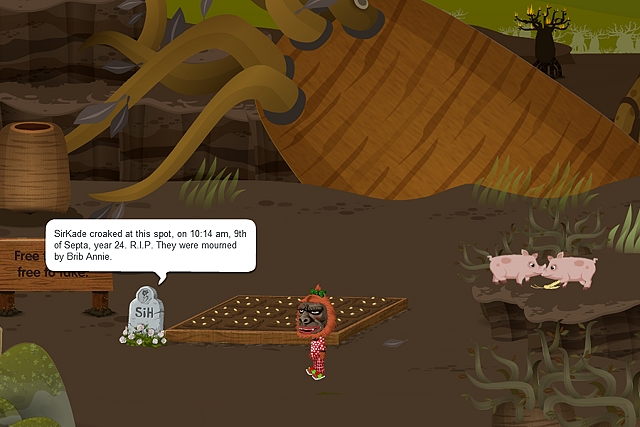 SirKade croaked at this spot, on 10:14 am, 9th
of Septa, year 24. R.I.P. They were mourned
by Brib Annie.
Free
free to take.
SiH